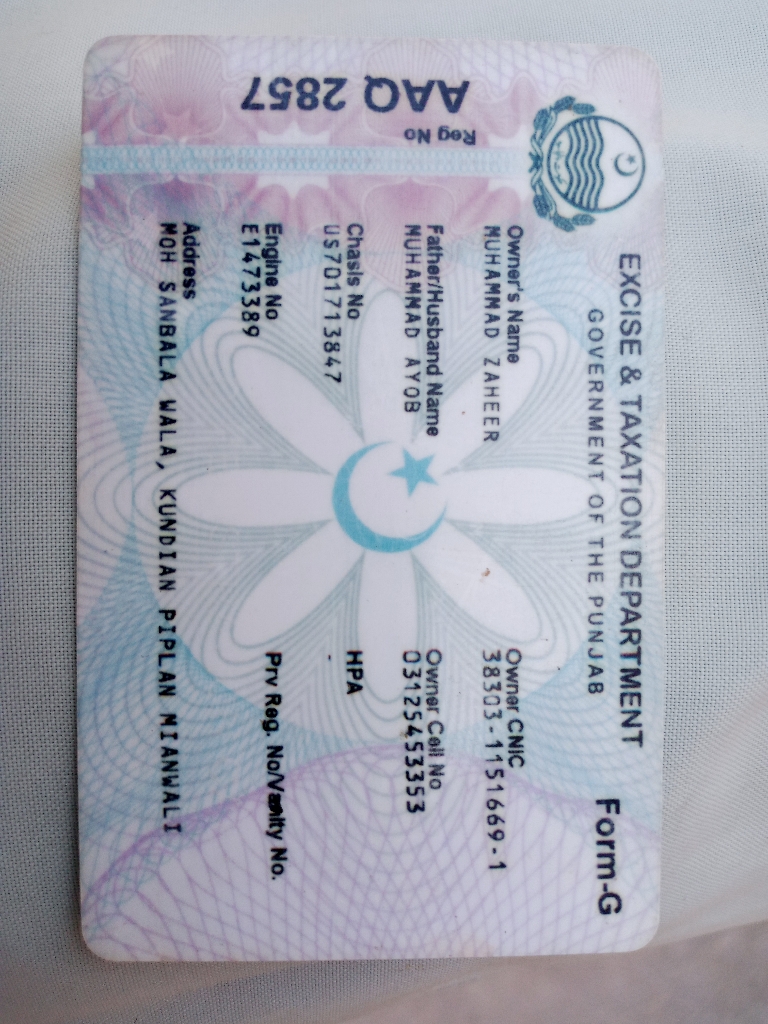 EXCISE & TAXATION DEPARTMENT
GOVERNMENT OF THE PUNJAB
Form-G
Reg No
AAQ 2857
Owner's Name
MUHAMMAD ZAHEER
Owner CNIC
38303-1151669-1
Father/Husband Name
MUHAMMAD AYOB
Owner Cell No
03125453353
Chasis No
US701713847
HPA
Engine No
E1473389
Prv Reg. No/Vanity No.
Address
MOH SANBALA WALA, KUNDIAN PIPLAN MIANWALI